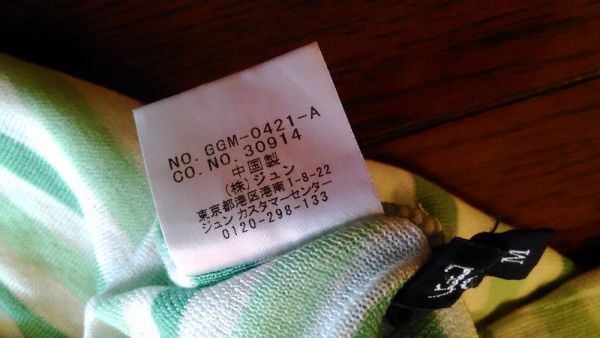 NO. GGM-0421-A
CO. NO. 30914
中国製
(株)ジュン
東京都港区港南1-8-22
ジュン カスタマーセンター
0120-298-133
M